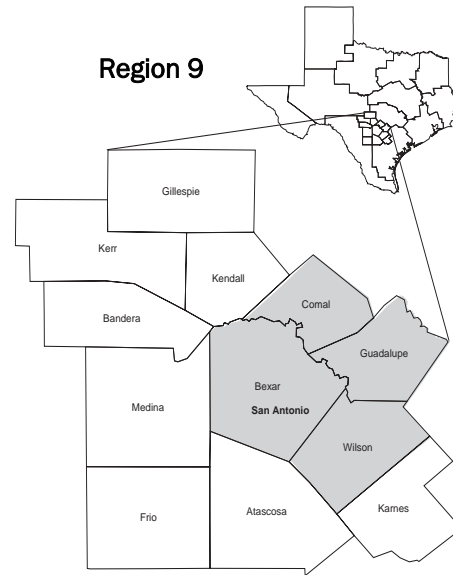 Region 9
Gillespie
Kerr
Kendall
Comal
Bandera
Guadalupe
Bexar
San Antonio
Medina
Wilson
Frio
Atascosa
Karnes